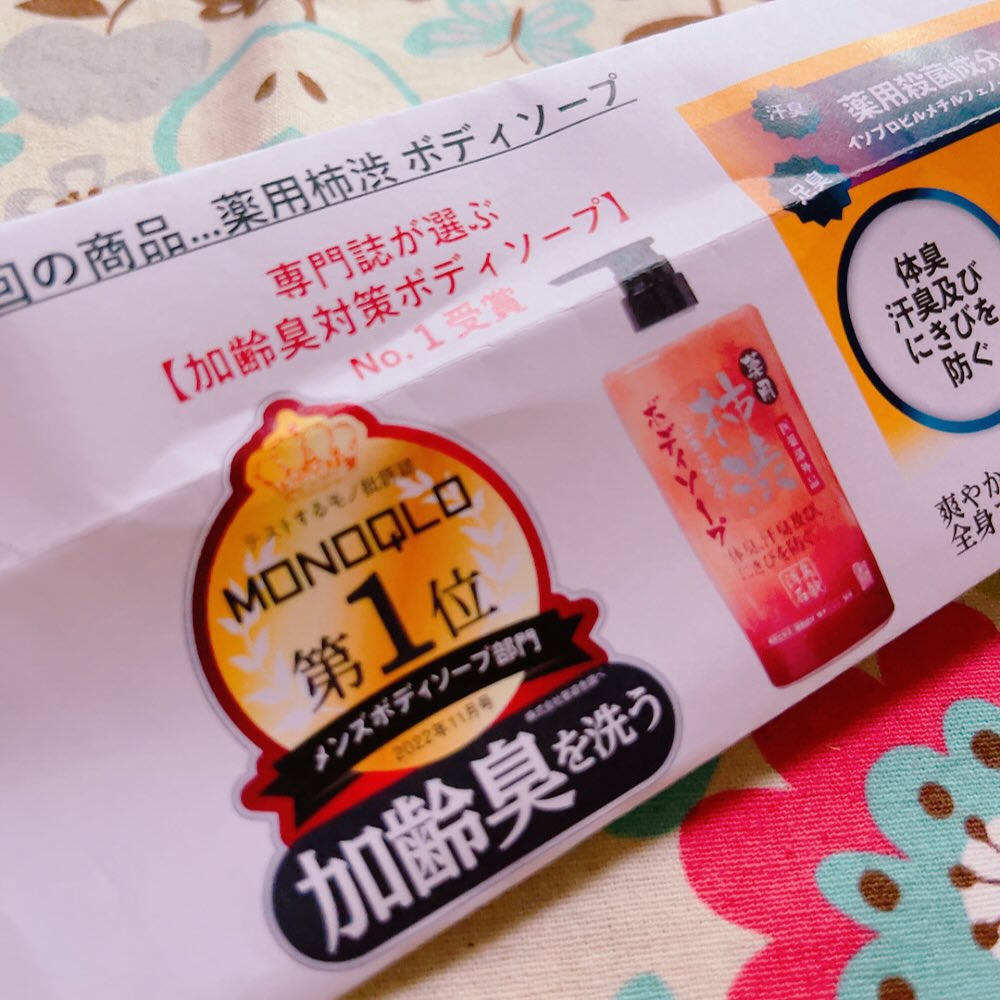 回の商品...薬用柿渋 ボディソープ
専門誌が選ぶ
【加齢臭対策ボディソープ】
No.1 受賞
テストするモノ批評誌
MONOQLO
第1位
メンズボディソープ部門
2022年11月号
加齢臭を洗う
薬用
柿渋
ボディソープ
体臭、汗臭及び
にきびを防ぐ
汗臭
足臭
薬用殺菌成分
イソプロピルメチルフェノ
体臭
汗臭及び
にきびを
防ぐ
爽やか
全身